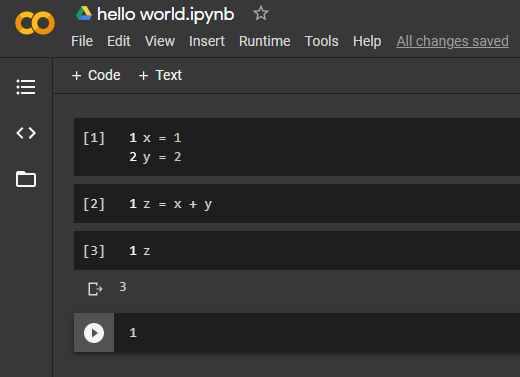 hello world.ipynb
File Edit View Insert Runtime Tools Help All changes saved
+ Code + Text
[1] 1 x = 1
2 y = 2
[2] 1 z = x + y
[3] 1 z
3
1